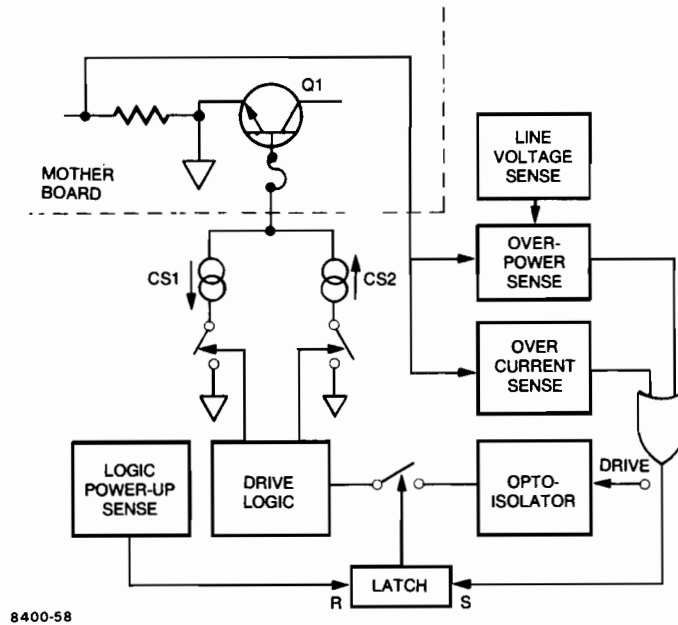 Q1
MOTHER
BOARD
LINE
VOLTAGE
SENSE
OVER-
POWER
SENSE
CS1
CS2
OVER
CURRENT
SENSE
LOGIC
POWER-UP
SENSE
DRIVE
LOGIC
OPTO-
ISOLATOR
DRIVE
LATCH
R
S
8400-58